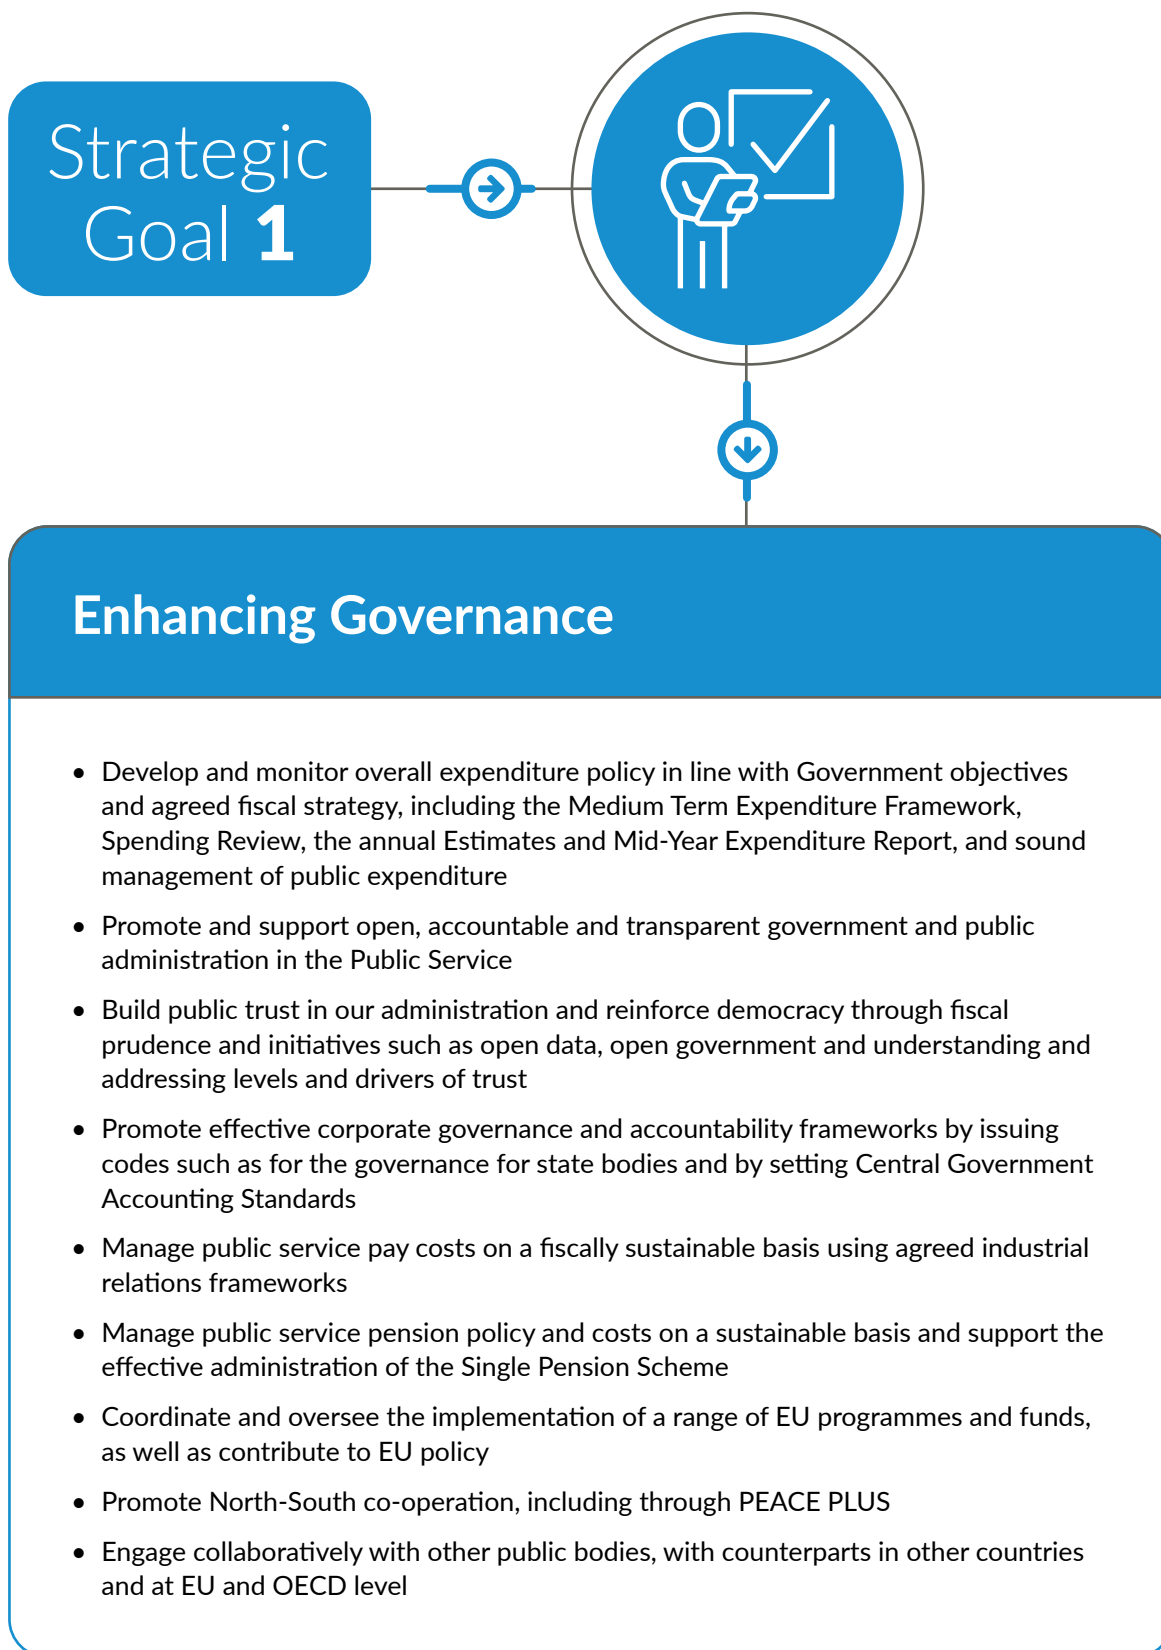 Strategic
Goal 1
Enhancing Governance
• Develop and monitor overall expenditure policy in line with Government objectives
and agreed fiscal strategy, including the Medium Term Expenditure Framework,
Spending Review, the annual Estimates and Mid-Year Expenditure Report, and sound
management of public expenditure
• Promote and support open, accountable and transparent government and public
administration in the Public Service
• Build public trust in our administration and reinforce democracy through fiscal
prudence and initiatives such as open data, open government and understanding and
addressing levels and drivers of trust
• Promote effective corporate governance and accountability frameworks by issuing
codes such as for the governance for state bodies and by setting Central Government
Accounting Standards
• Manage public service pay costs on a fiscally sustainable basis using agreed industrial
relations frameworks
• Manage public service pension policy and costs on a sustainable basis and support the
effective administration of the Single Pension Scheme
• Coordinate and oversee the implementation of a range of EU programmes and funds,
as well as contribute to EU policy
• Promote North-South co-operation, including through PEACE PLUS
• Engage collaboratively with other public bodies, with counterparts in other countries
and at EU and OECD level